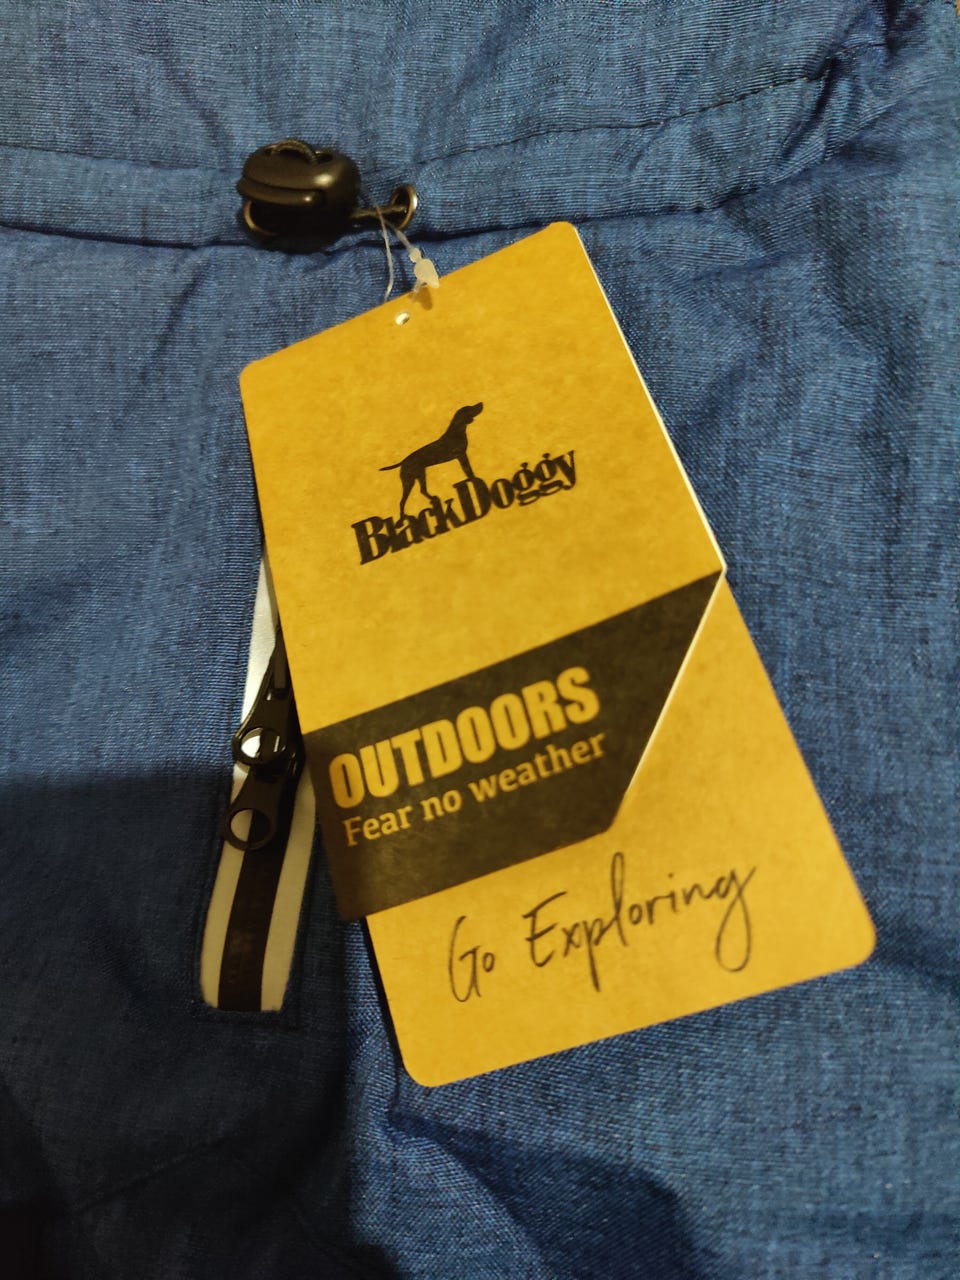 BlackDoggy
OUTDOORS
Fear no weather
Go Exploring